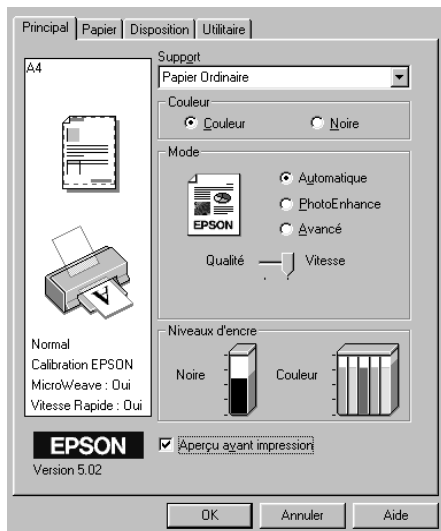 Principal Papier Disposition Utilitaire
A4
Support
Papier Ordinaire
Couleur
Couleur Noire
Mode
EPSON
Automatique
PhotoEnhance
Avancé
Qualité Vitesse
Niveaux d'encre
Noire Couleur
A
Normal
Calibration EPSON
MicroWeave : Oui
Vitesse Rapide : Oui
EPSON
Version 5.02
Aperçu avant impression
OK Annuler Aide